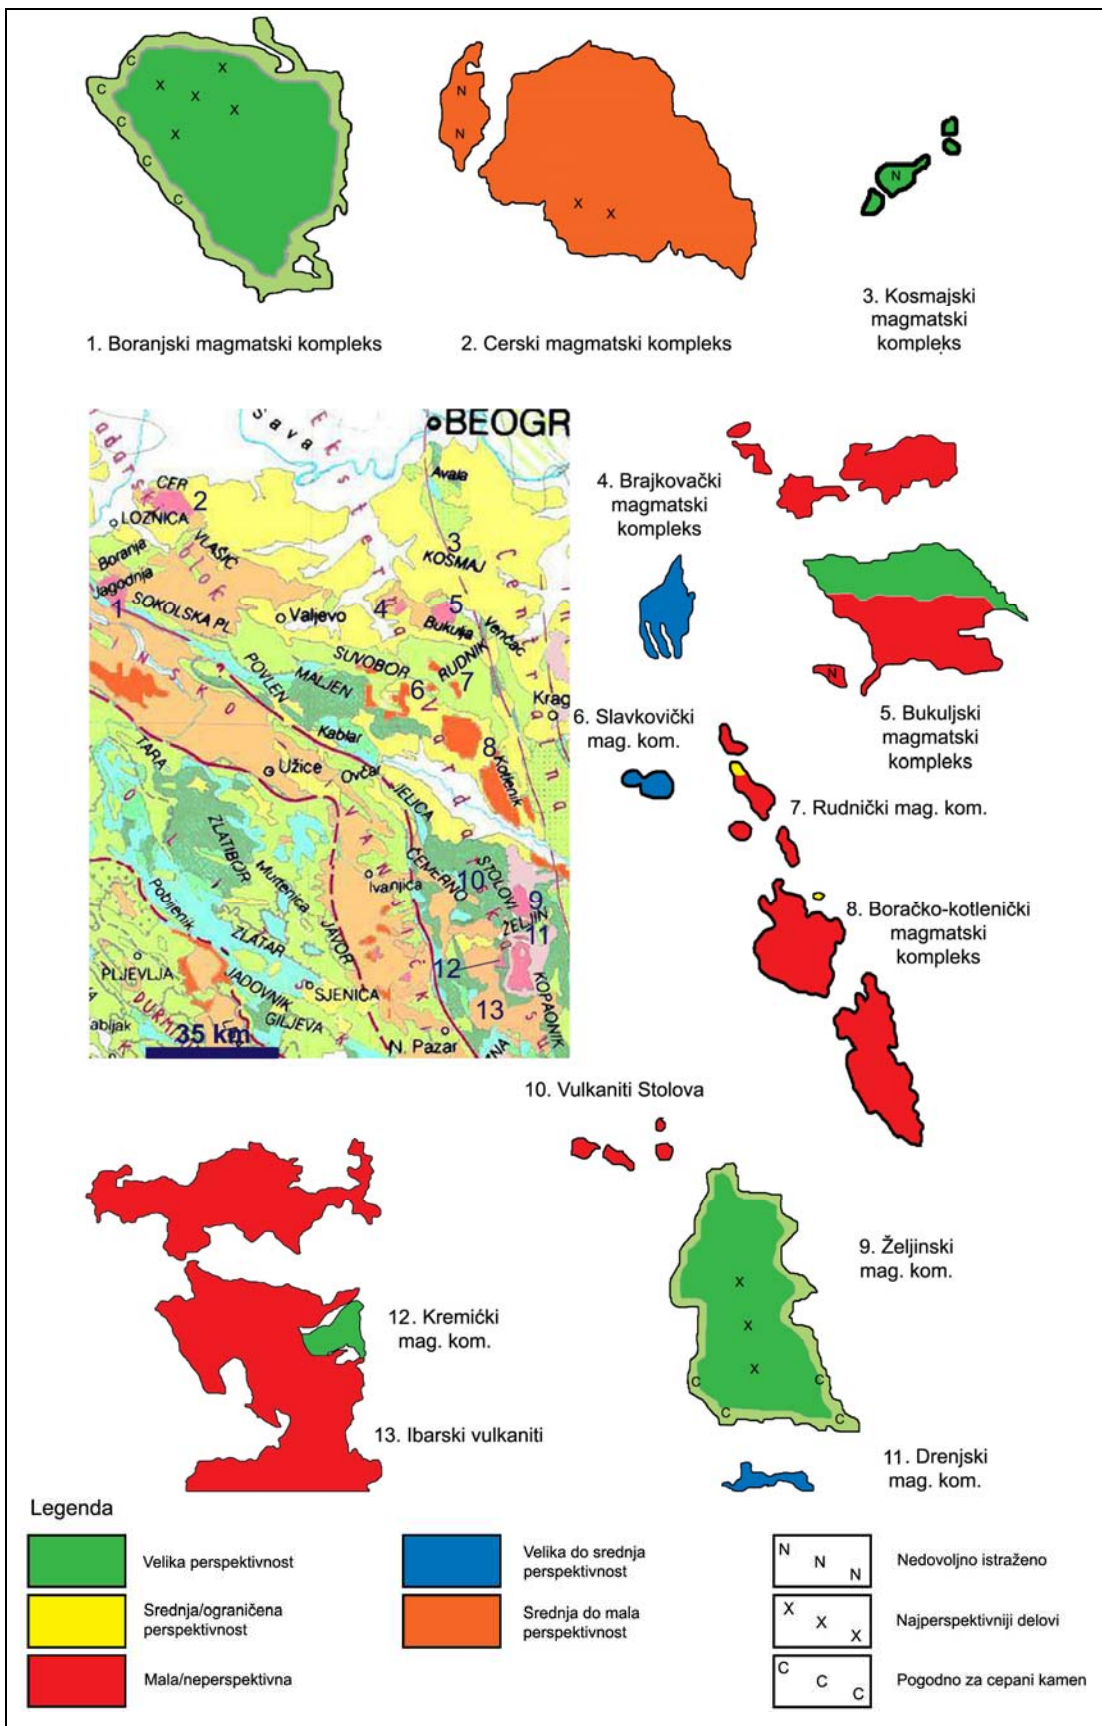 C
C
C
C
C
C
X
X
X
X
X
N
N
X
X
N
1. Boranjski magmatski kompleks
2. Cerski magmatski kompleks
3. Kosmajski
magmatski
kompleks
BEOGR
Sava
Avala
CER
2
LOZNICA
VLAŠIĆ
Boranja
Jagodnja
1
SOKOLSKA PL.
Valjevo
3
KOSMAJ
4
5
Bukulja
Venčac
SUVOBOR
RUDNIK
POVLEN
MALJEN
6
7
Krag
Kablar
8
Kotlenik
TARA
Užice
Ovčar
JELICA
ZLATIBOR
Murtenica
Ivanjica
ČEMERNO
10
STOLOVI
9
ŽELJIN
11
Pobijenik
ZLATAR
JAVOR
12
KOPAONIK
PLJEVLJA
JADOVNIK
SJENICA
13
GILJEVA
abljak
35 km
N. Pazar
4. Brajkovački
magmatski
kompleks
N
5. Bukuljski
magmatski
kompleks
6. Slavkovički
mag. kom.
7. Rudnički mag. kom.
8. Boračko-kotlenički
magmatski
kompleks
10. Vulkaniti Stolova
X
X
X
C
C
C
C
9. Željinski
mag. kom.
12. Kremićki
mag. kom.
13. Ibarski vulkaniti
11. Drenjski
mag. kom.
Legenda
Velika perspektivnost
Srednja/ograničena
perspektivnost
Mala/neperspektivna
Velika do srednja
perspektivnost
Srednja do mala
perspektivnost
N
N
N
Nedovoljno istraženo
X
X
X
Najperspektivniji delovi
C
C
C
Pogodno za cepani kamen